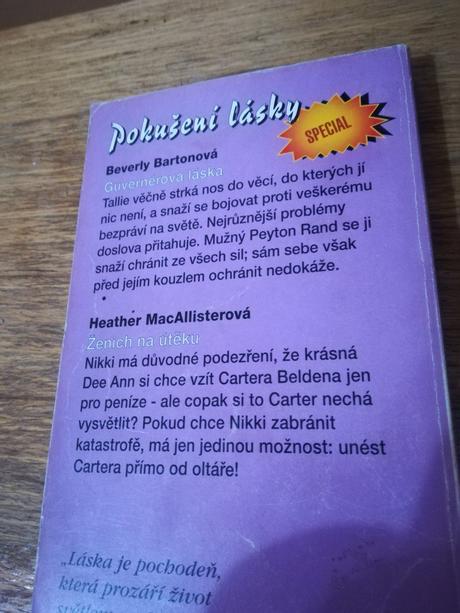 Pokušení lásky
SPECIAL
Beverly Bartonová
Guvernérova láska
Tallie věčně strká nos do věcí, do kterých jí
nic není, a snaží se bojovat proti veškerému
bezpráví na světě. Nejrůznější problémy
doslova přitahuje. Mužný Peyton Rand se ji
snaží chránit ze všech sil; sám sebe však
před jejím kouzlem ochránit nedokáže.
Heather MacAllisterová
Ženich na útěku
Nikki má důvodné podezření, že krásná
Dee Ann si chce vzít Cartera Beldena jen
pro peníze - ale copak si to Carter nechá
vysvětlit? Pokud chce Nikki zabránit
katastrofě, má jen jedinou možnost: unést
Cartera přímo od oltáře!
„Láska je pochodeň,
která prozáří život